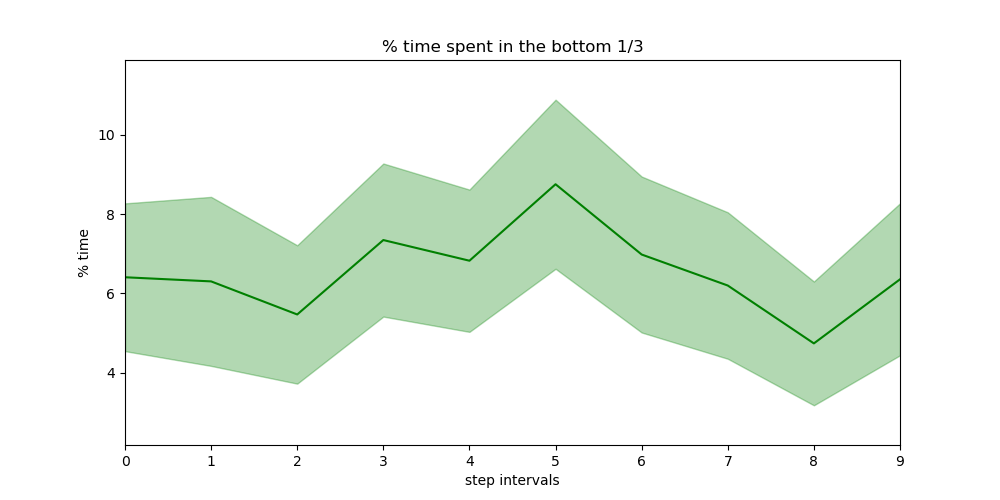 % time spent in the bottom 1/3
% time
10
8
6
4
0 1 2 3 4 5 6 7 8 9
step intervals